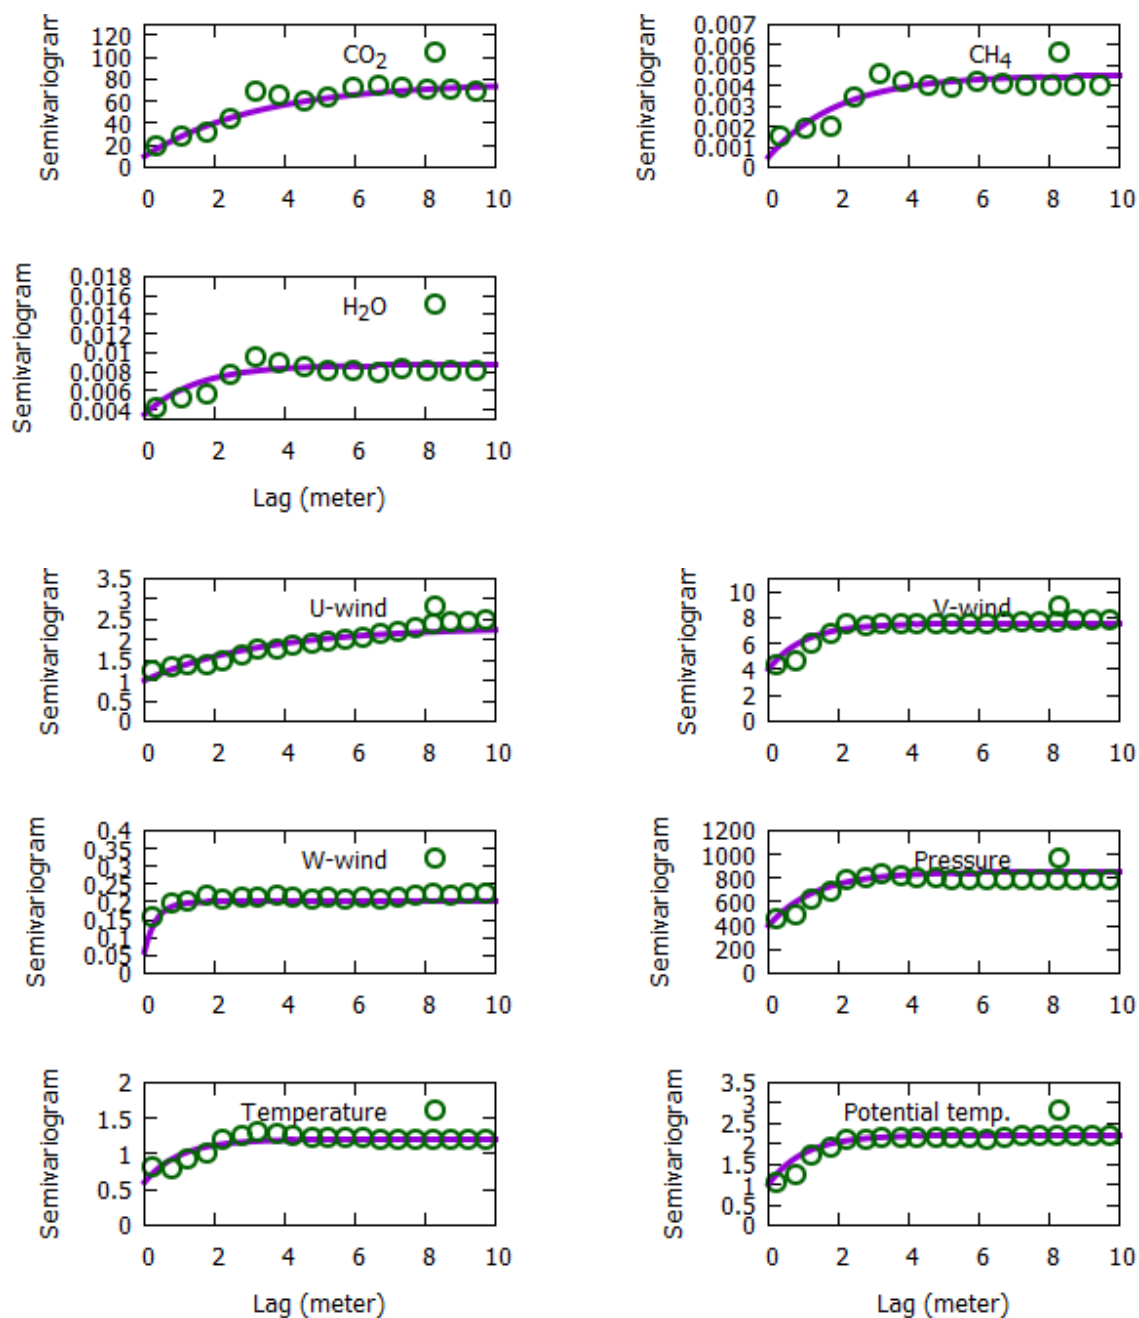 Semivariogram
120
100
80
60
40
20
0
CO2
0 2 4 6 8 10
Semivariogram
0.007
0.006
0.005
0.004
0.003
0.002
0.001
0
CH4
0 2 4 6 8 10
Semivariogram
0.018
0.016
0.014
0.012
0.01
0.008
0.006
0.004
H2O
0 2 4 6 8 10
Lag (meter)
Semivariogram
3.5
3
2.5
2
1.5
1
0.5
0
U-wind
0 2 4 6 8 10
Semivariogram
10
8
6
4
2
0
V-wind
0 2 4 6 8 10
Semivariogram
0.4
0.35
0.3
0.25
0.2
0.15
0.1
0.05
0
W-wind
0 2 4 6 8 10
Semivariogram
1200
1000
800
600
400
200
0
Pressure
0 2 4 6 8 10
Semivariogram
2
1.5
1
0.5
0
Temperature
0 2 4 6 8 10
Lag (meter)
Semivariogram
3.5
3
2.5
2
1.5
1
0.5
0
Potential temp.
0 2 4 6 8 10
Lag (meter)